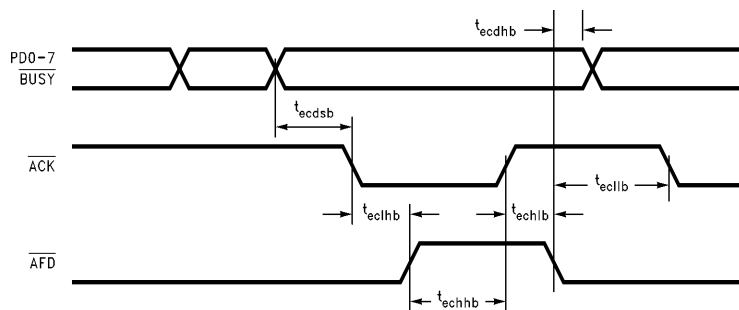 t_ecdhb
PD0-7
BUSY
t_ecdsb
ACK
t_ecllb
t_eclhb
t_echlb
AFD
t_echhb